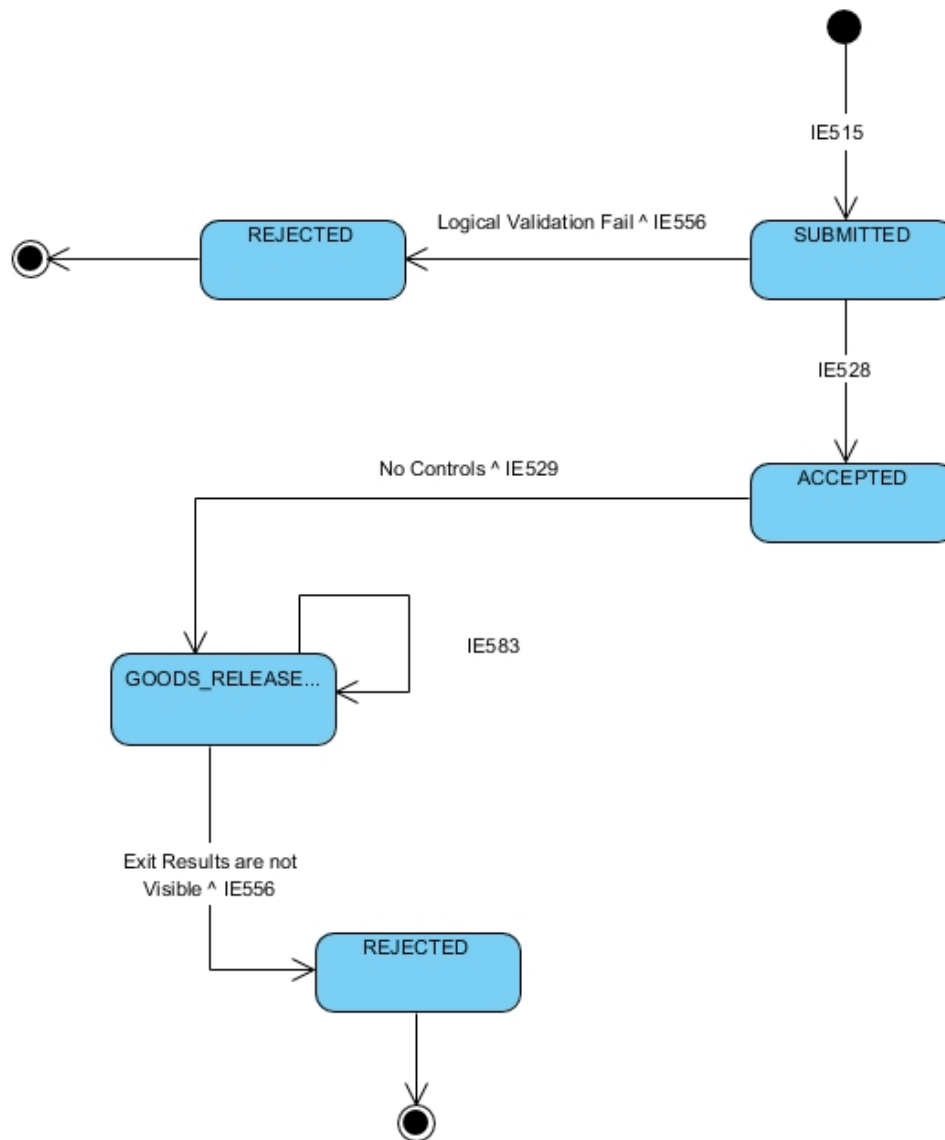 IE515
Logical Validation Fail ^ IE556
REJECTED
SUBMITTED
IE528
No Controls ^ IE529
ACCEPTED
IE583
GOODS_RELEASE...
Exit Results are not
Visible ^ IE556
REJECTED